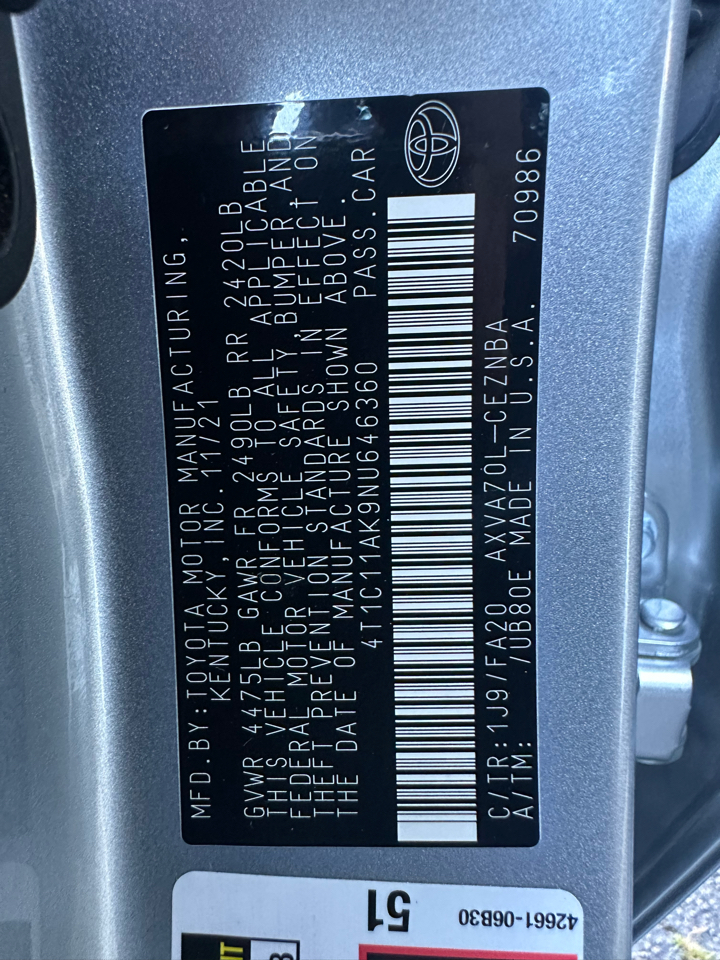 MFD.BY:TOYOTA MOTOR MANUFACTURING,
KENTUCKY, INC. 11/21
GVWR 4475LB GAWR FR 2490LB RR 2420LB
THIS VEHICLE CONFORMS TO ALL APPLICABLE
FEDERAL MOTOR VEHICLE SAFETY, BUMPER, AND
THEFT PREVENTION STANDARDS IN EFFECT ON
THE DATE OF MANUFACTURE SHOWN ABOVE.
4T1C11AK9NU646360 PASS.CAR
C/TR:1J9/FA20 AXVA70L-CEZNBA
A/TM: /UB80E MADE IN U.S.A. 70986
51
42661-06B30